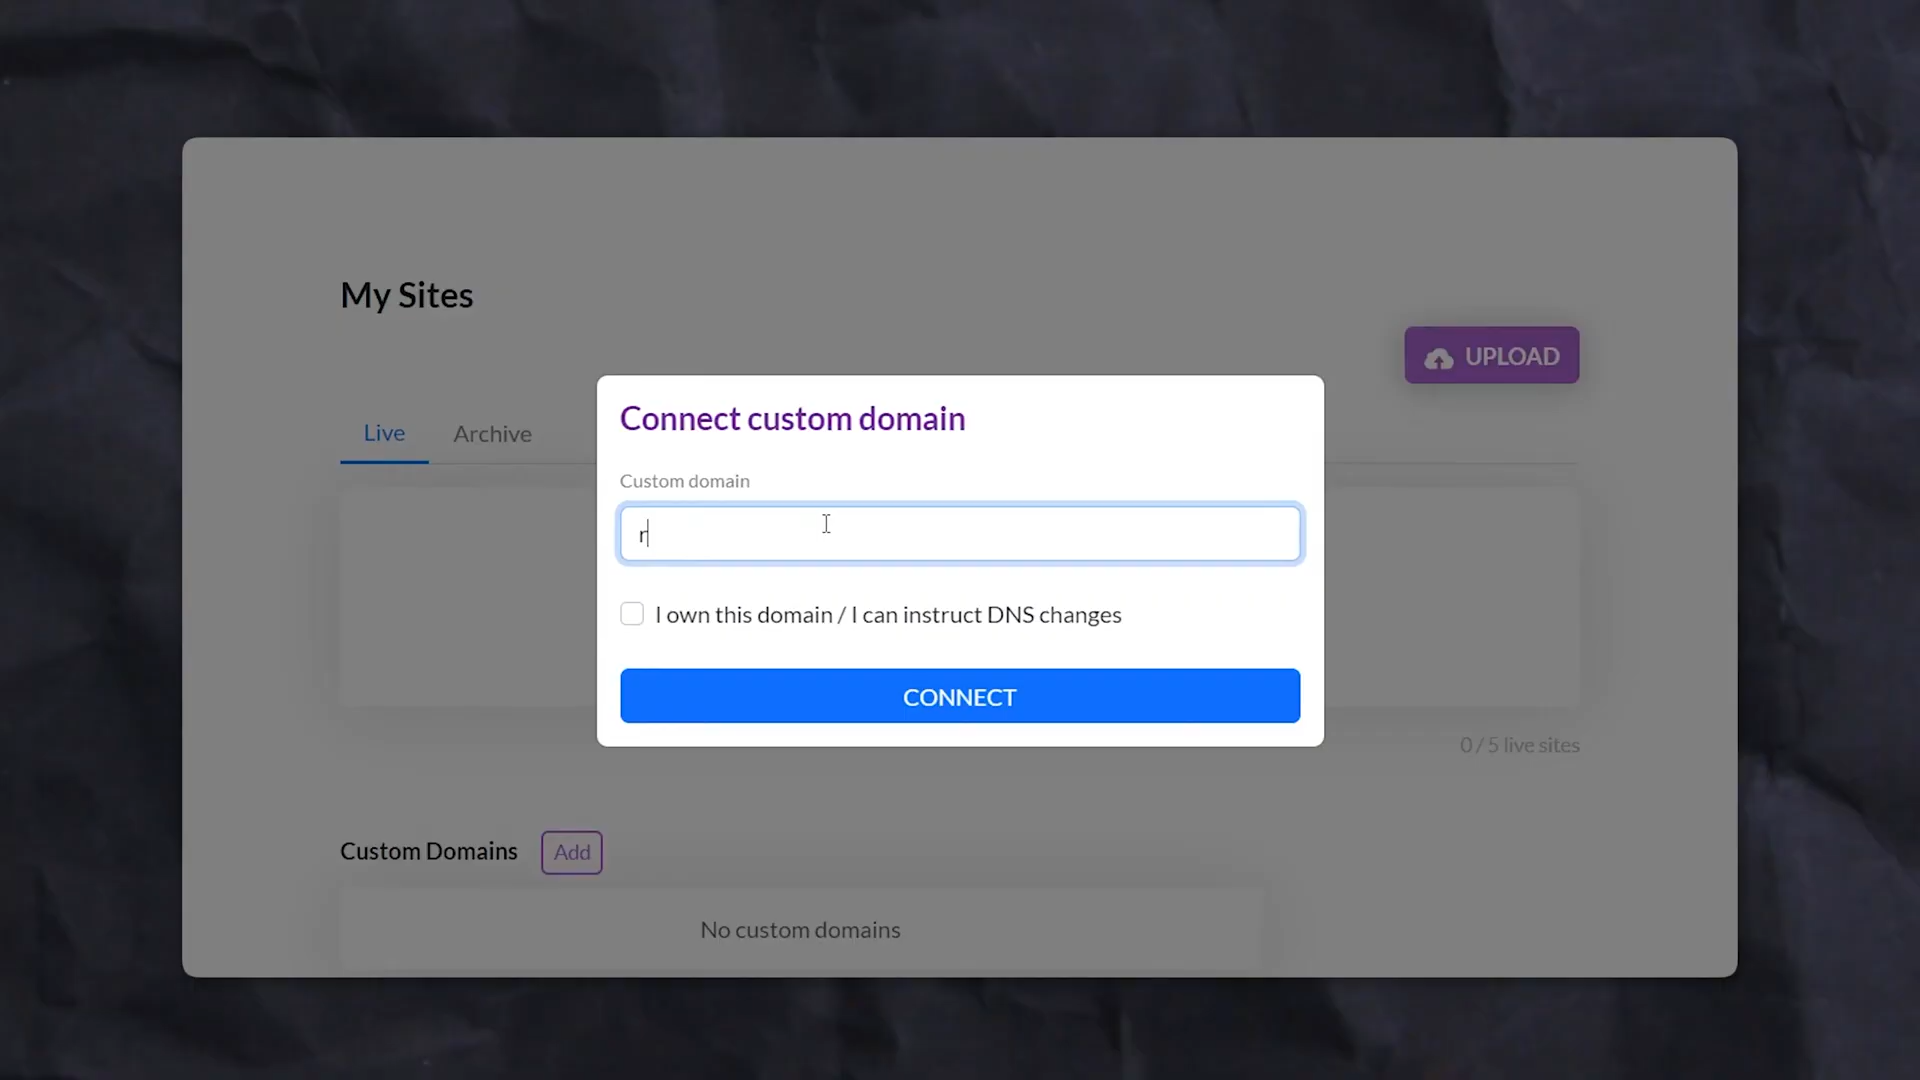 My Sites
UPLOAD
Connect custom domain
Live
Archive
Custom domain
r
I own this domain / I can instruct DNS changes
CONNECT
0 / 5 live sites
Custom Domains
Add
No custom domains